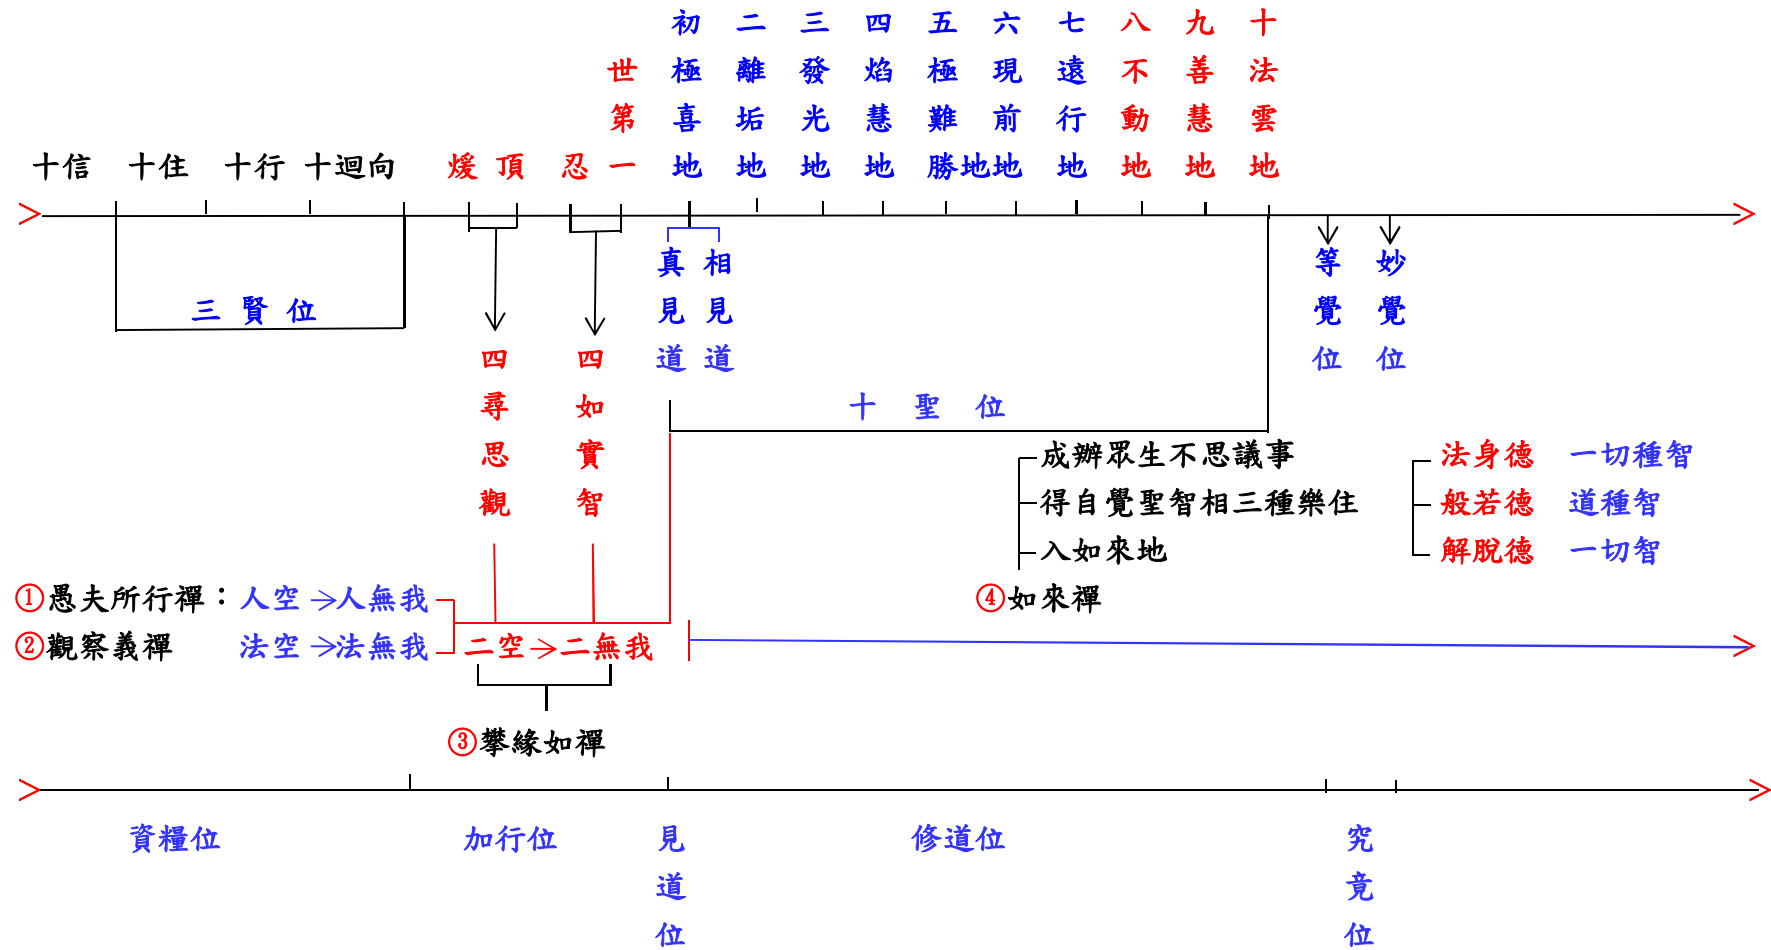 十信 十住 十行 十迴向 煖 頂 忍 世第一 初極喜地 二離垢地 三發光地 四焰慧地 五極難勝地 六現前地 七遠行地 八不動地 九善慧地 十法雲地
三賢位
四尋思觀
四如實智
真見道
相見道
等覺位
妙覺位
十聖位
成辦眾生不思議事
得自覺聖智相三種樂住
入如來地
④如來禪
法身德 一切種智
般若德 道種智
解脫德 一切智
①愚夫所行禪：人空→人無我
②觀察義禪 法空→法無我
二空→二無我
③攀緣如禪
資糧位 加行位 見道位 修道位 究竟位